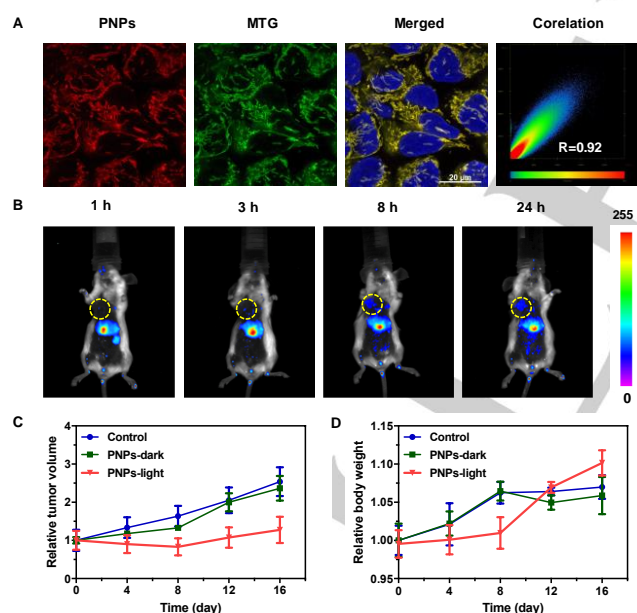 A PNPs MTG Merged Corelation
20 μm
R=0.92
B 1 h 3 h 8 h 24 h
255
0
C
Control
PNPs-dark
PNPs-light
Relative tumor volume
4
3
2
1
0
0 4 8 12 16
Time (day)
D
Control
PNPs-dark
PNPs-light
Relative body weight
1.15
1.10
1.05
1.00
0.95
0 4 8 12 16
Time (day)